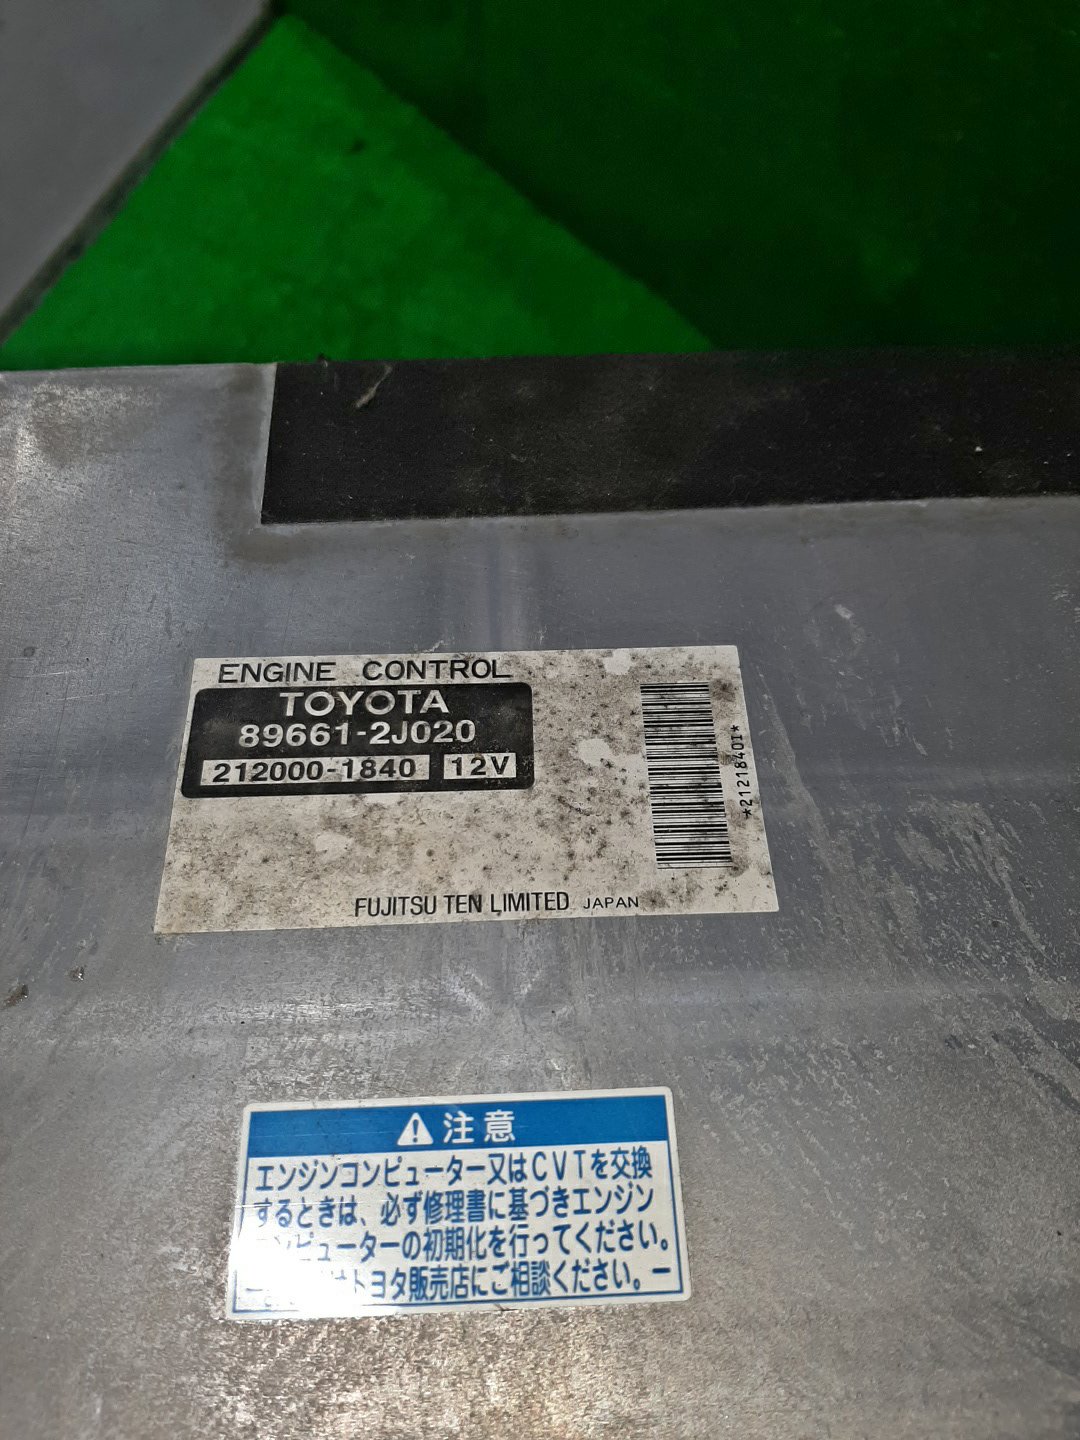 ENGINE CONTROL
TOYOTA
89661-2J020
212000-1840 12V
*2121840I*
FUJITSU TEN LIMITED JAPAN
注意
エンジンコンピューター又はCVTを交換
するときは、必ず修理書に基づきエンジン
ンピューターの初期化を行ってください。
トヨタ販売店にご相談ください。